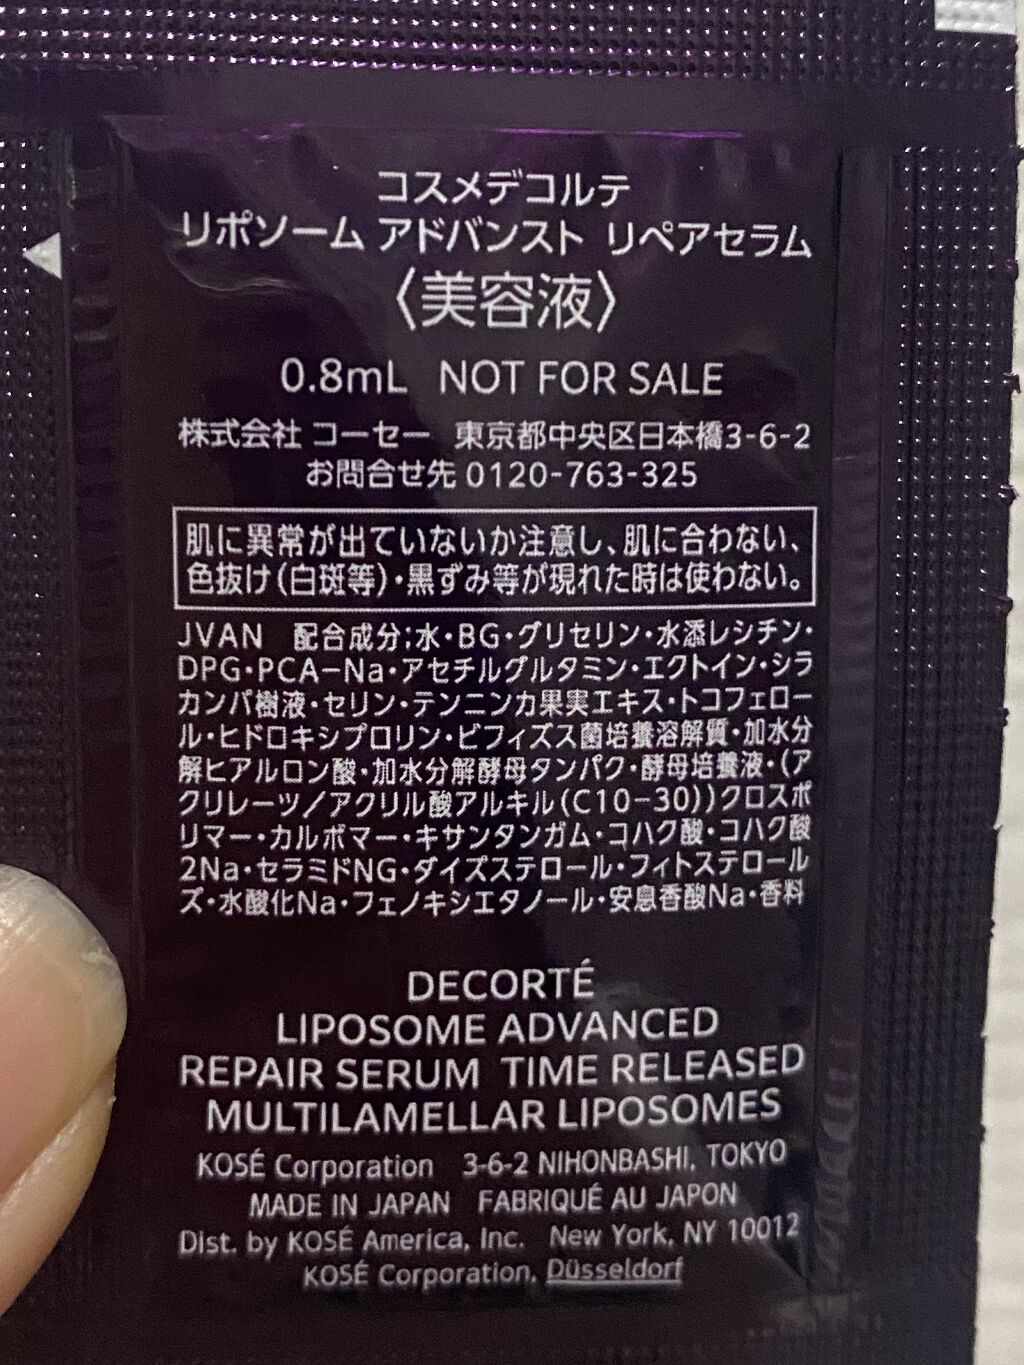 コスメデコルテ
リポソーム アドバンスト リペアセラム
〈美容液〉
0.8mL NOT FOR SALE
株式会社 コーセー 東京都中央区日本橋3-6-2
お問合せ先 0120-763-325
肌に異常が出ていないか注意し、肌に合わない、
色抜け（白斑等）・黒ずみ等が現れた時は使わない。
JVAN 配合成分；水・BG・グリセリン・水添レシチン・
DPG・PCA−Na・アセチルグルタミン・エクトイン・シラ
カンバ樹液・セリン・テンニンカ果実エキス・トコフェロー
ル・ヒドロキシプロリン・ビフィズス菌培養溶解質・加水分
解ヒアルロン酸・加水分解酵母タンパク・酵母培養液・（ア
クリレーツ／アクリル酸アルキル（C10−30））クロスポ
リマー・カルボマー・キサンタンガム・コハク酸・コハク酸
2Na・セラミドNG・ダイズステロール・フィトステロール
ズ・水酸化Na・フェノキシエタノール・安息香酸Na・香料
DECORTÉ
LIPOSOME ADVANCED
REPAIR SERUM TIME RELEASED
MULTILAMELLAR LIPOSOMES
KOSÉ Corporation 3-6-2 NIHONBASHI, TOKYO
MADE IN JAPAN FABRIQUÉ AU JAPON
Dist. by KOSÉ America, Inc. New York, NY 10012
KOSÉ Corporation, Düsseldorf